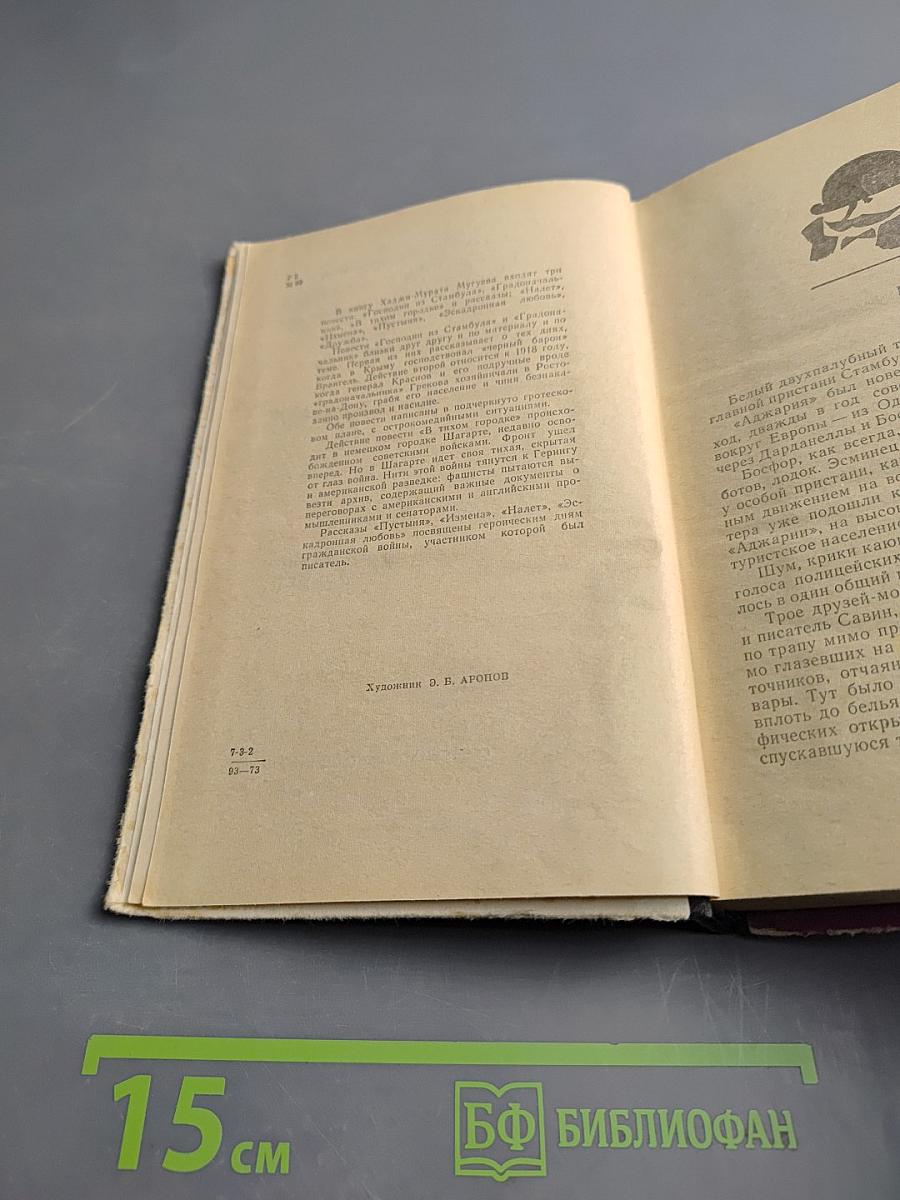 Р 2
М 89
В книгу Хаджи-Мурата Мугуева входят три
повести: «Господин из Стамбула», «Градоначаль-
ник», «В тихом городке» и рассказы: «Налет»,
«Измена», «Пустыня», «Эскадронная любовь»,
«Дружба».
Повести «Господин из Стамбула» и «Градона-
чальник» близки друг другу и по материалу и по
теме. Первая из них рассказывает о тех днях,
когда в Крыму господствовал «черный барон»
Врангель. Действие второй относится к 1918 году,
когда генерал Краснов и его подручные вроде
«градоначальника» Грекова хозяйничали в Росто-
ве-на-Дону, грабя его население и чиня безнака-
занно произвол и насилие.
Обе повести написаны в подчеркнуто гротеско-
вом плане, с острокомедийными ситуациями.
Действие повести «В тихом городке» происхо-
дит в немецком городке Шагарте, недавно осво-
божденном советскими войсками. Фронт ушел
вперед. Но в Шагарте идет своя тихая, скрытая
от глаз война. Нити этой войны тянутся к Герингу
и американской разведке: фашисты пытаются вы-
везти архив, содержащий важные документы о
переговорах с американскими и английскими про-
мышленниками и сенаторами.
Рассказы «Пустыня», «Измена», «Налет», «Эс-
кадронная любовь» посвящены героическим дням
гражданской войны, участником которой был
писатель.
Художник Э. Б. АРОНОВ
7-3-2
93—73
Белый двухпалубный т
главной пристани Стамбу
«Аджария» был нове
ход, дважды в год сове
вокруг Европы — из Од
через Дарданеллы и Бос
Босфор, как всегда,
ботов, лодок. Эсминец
у особой пристани, ка
ным движением на во
тера уже подошли к
«Аджарии», на высок
туристское население
Шум, крики каю
голоса полицейских
лось в один общий
Трое друзей-мо
и писатель Савин,
по трапу мимо пр
мо глазевших на
точников, отчаян
вары. Тут было
вплоть до белья
фических откры
спускавшуюся т
15 см
БФ БИБЛИОФАН